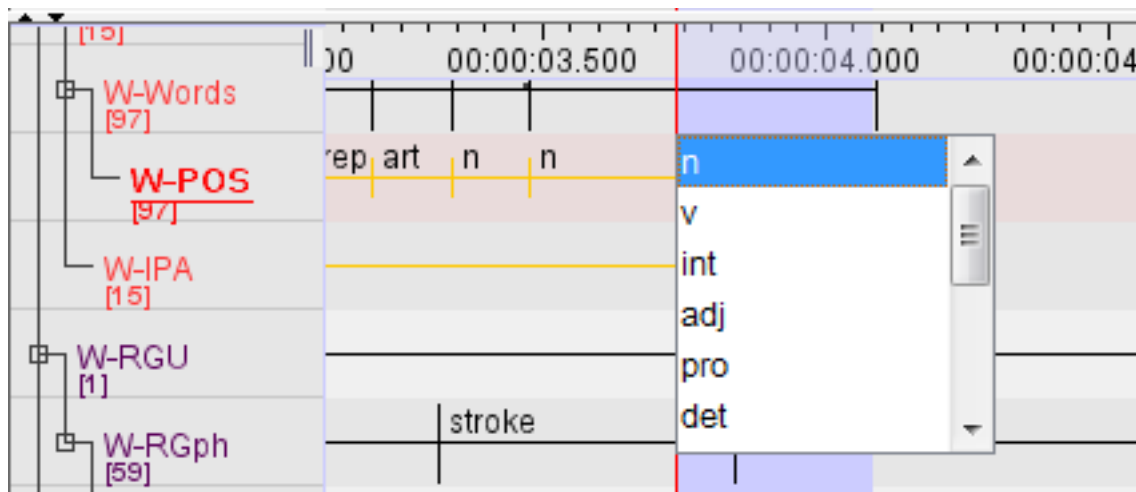 [15]
00 00:00:03.500 00:00:04.000 00:00:04
W-Words
[97]
rep art n n
W-POS
[97]
n
v
int
adj
pro
det
W-IPA
[15]
W-RGU
[1]
stroke
W-RGph
[59]